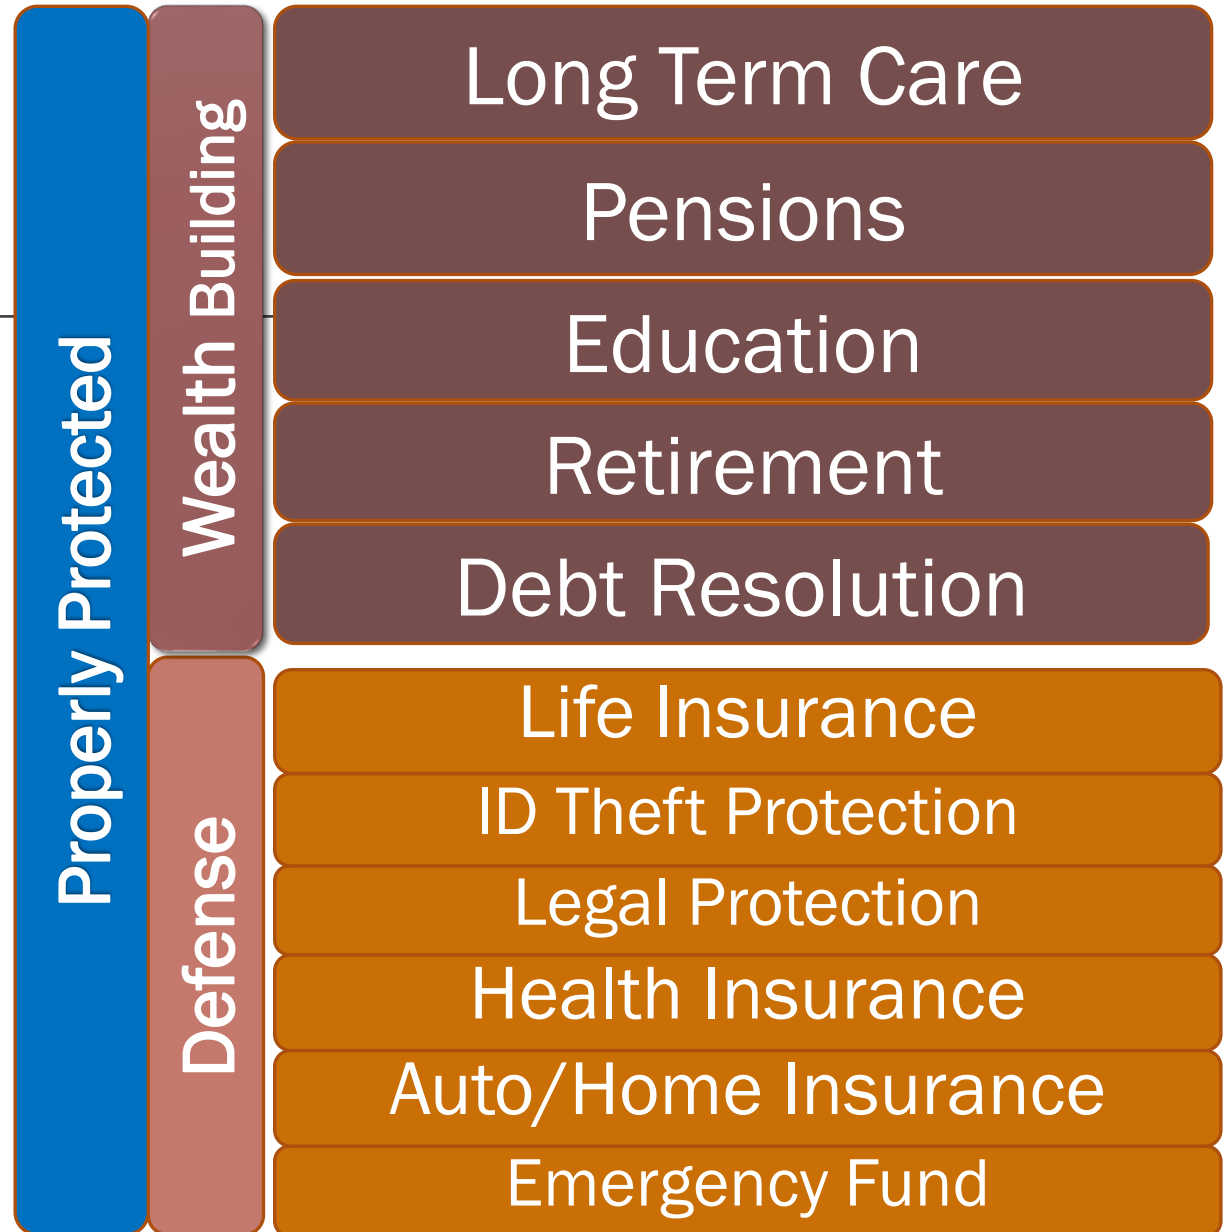 Properly Protected
Wealth Building
Long Term Care
Pensions
Education
Retirement
Debt Resolution
Defense
Life Insurance
ID Theft Protection
Legal Protection
Health Insurance
Auto/Home Insurance
Emergency Fund